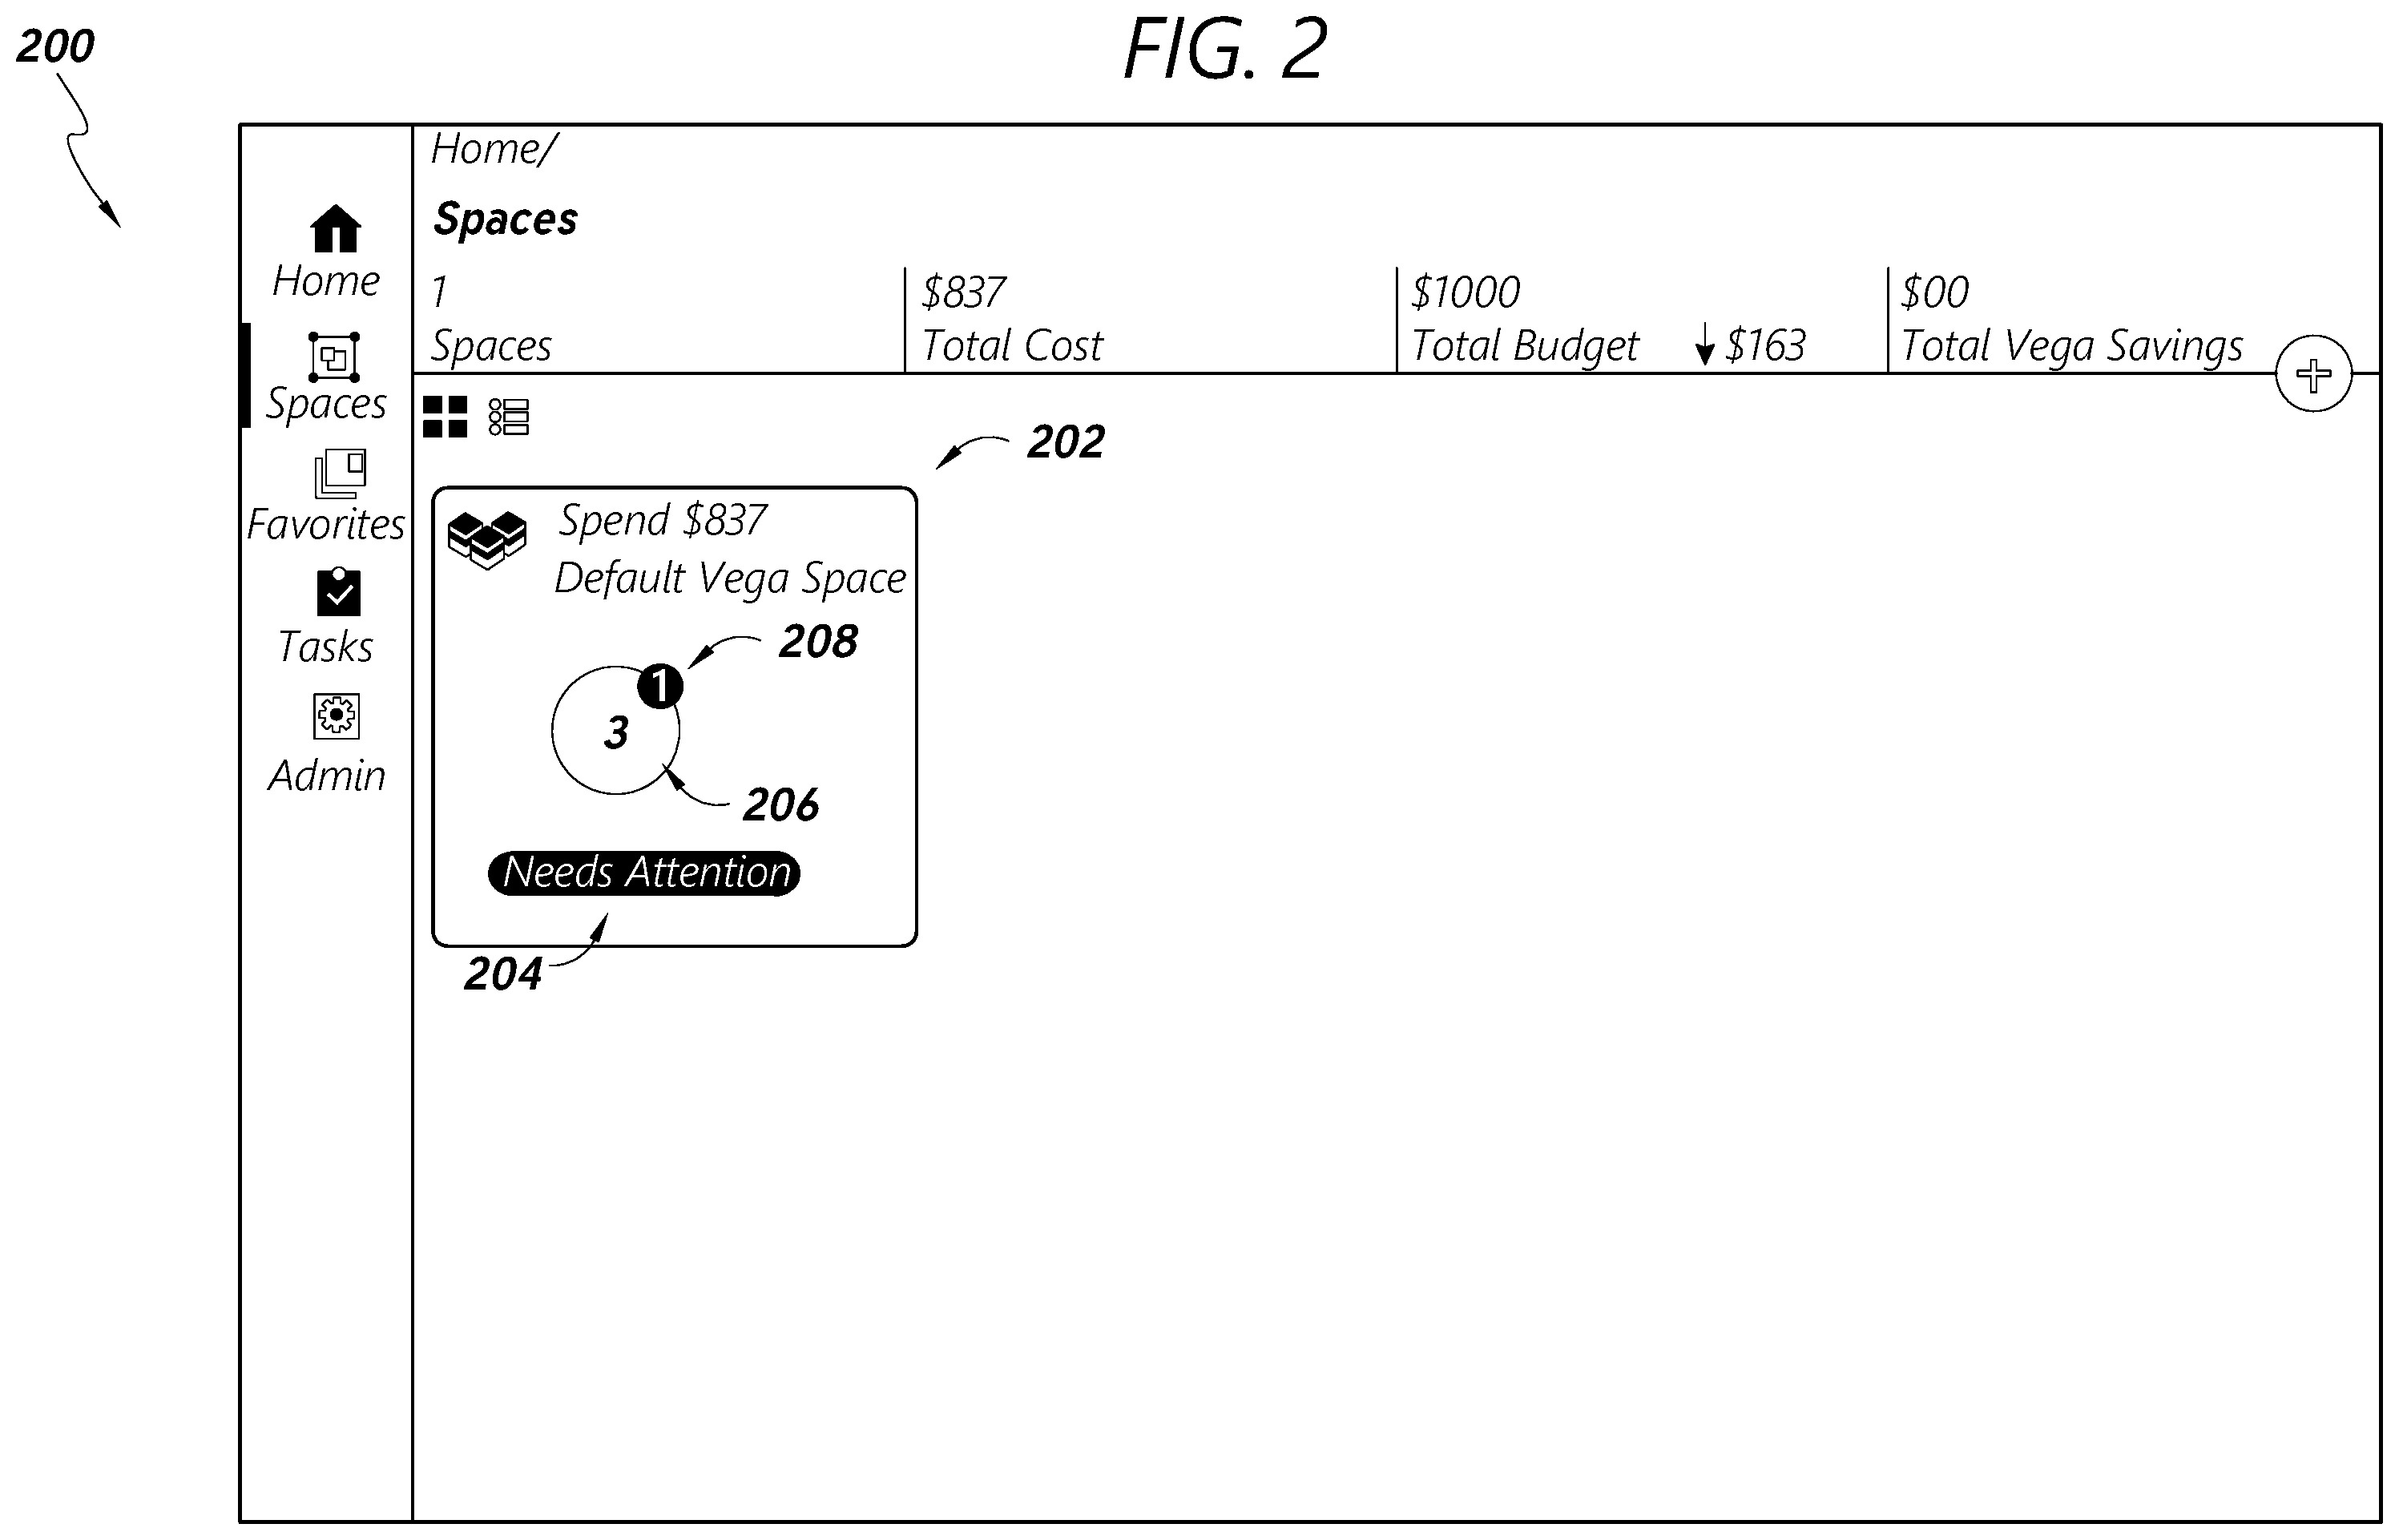 FIG. 2
200
Home
Spaces
Favorites
Tasks
Admin
Home/
Spaces
1
Spaces
$837
Total Cost
$1000
Total Budget ↓ $163
$00
Total Vega Savings
202
Spend $837
Default Vega Space
208
1
3
206
Needs Attention
204